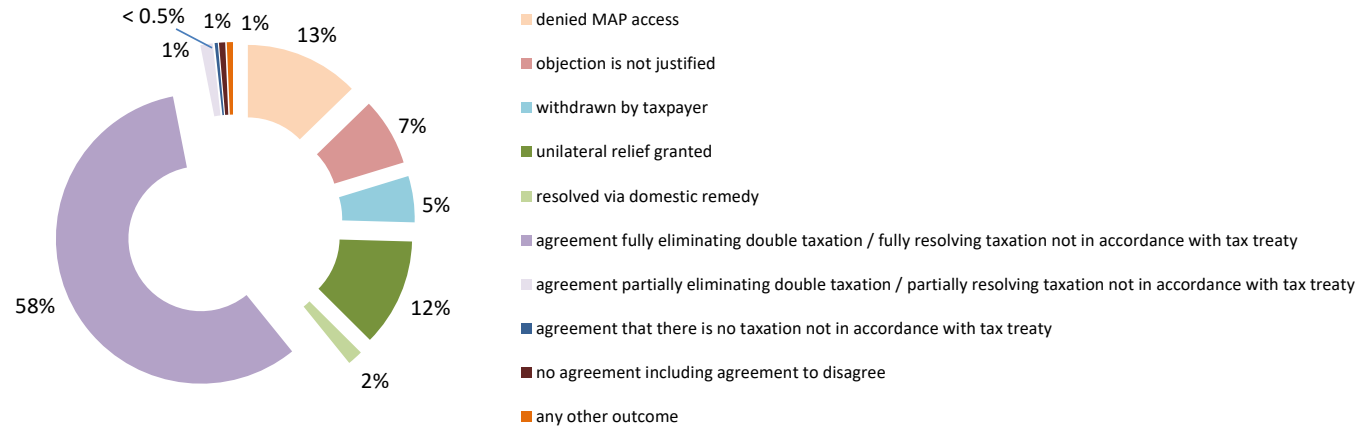 < 0.5%
1%
1%
13%
1%
7%
5%
12%
2%
58%
denied MAP access
objection is not justified
withdrawn by taxpayer
unilateral relief granted
resolved via domestic remedy
agreement fully eliminating double taxation / fully resolving taxation not in accordance with tax treaty
agreement partially eliminating double taxation / partially resolving taxation not in accordance with tax treaty
agreement that there is no taxation not in accordance with tax treaty
no agreement including agreement to disagree
any other outcome